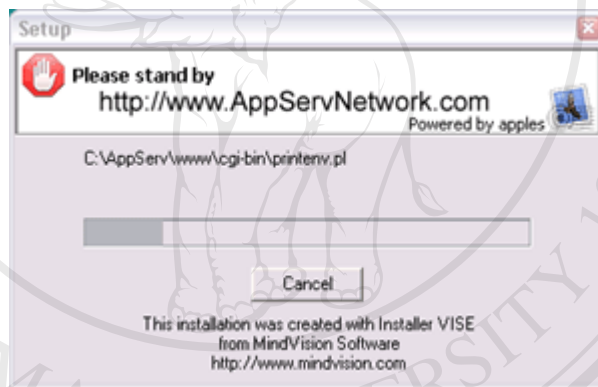 Setup
Please stand by
http://www.AppServNetwork.com
Powered by apples
C:\AppServ\www\cgi-bin\printenv.pl
Cancel
This installation was created with Installer VISE
from MindVision Software
http://www.mindvision.com